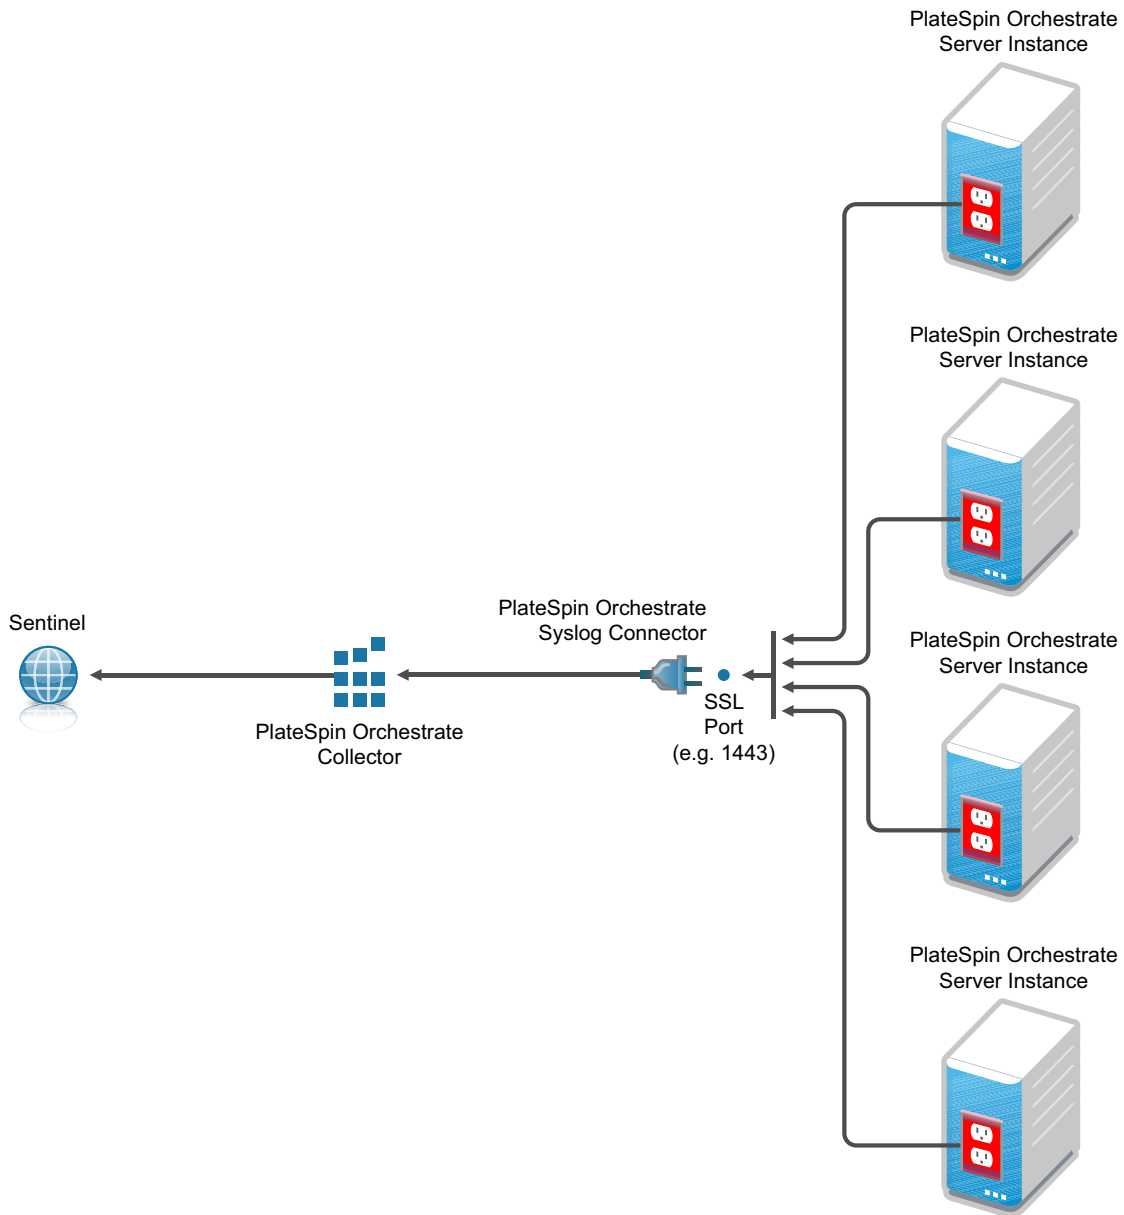 PlateSpin Orchestrate
Server Instance
PlateSpin Orchestrate
Server Instance
Sentinel
PlateSpin Orchestrate
Syslog Connector
PlateSpin Orchestrate
Server Instance
SSL
Port
(e.g. 1443)
PlateSpin Orchestrate
Collector
PlateSpin Orchestrate
Server Instance